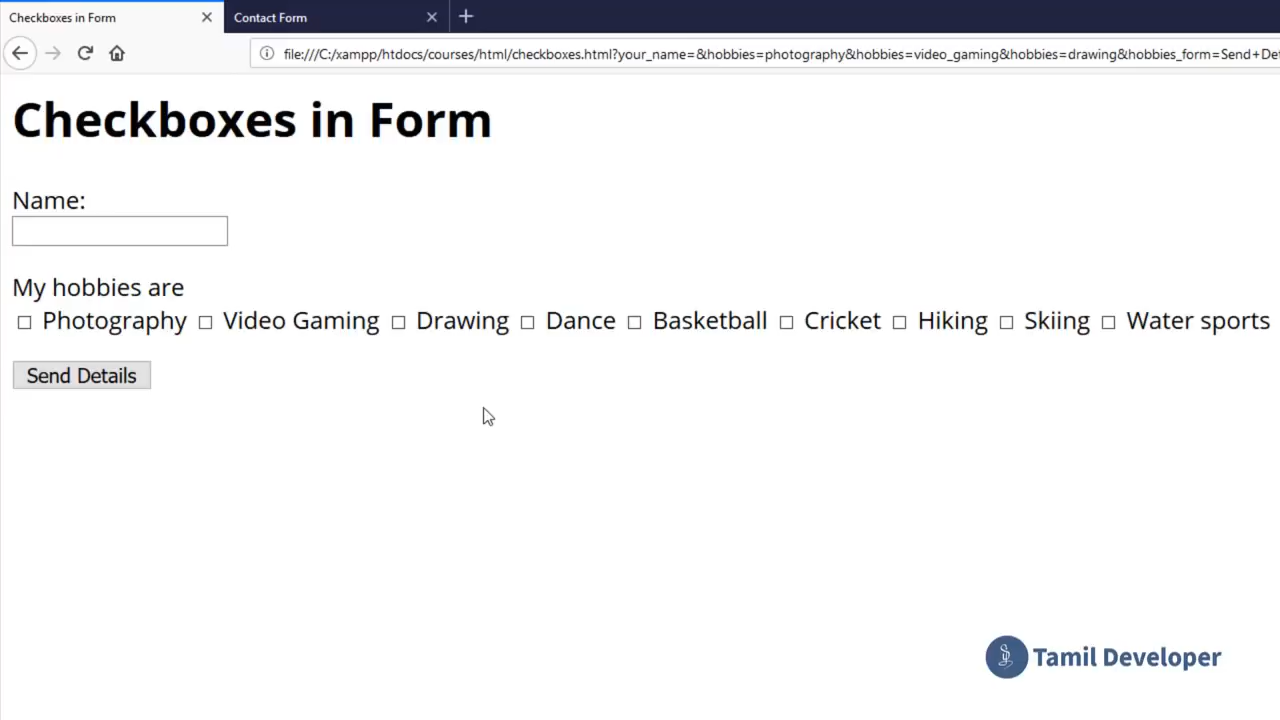 Checkboxes in Form
Contact Form
file:///C:/xampp/htdocs/courses/html/checkboxes.html?your_name=&hobbies=photography&hobbies=video_gaming&hobbies=drawing&hobbies_form=Send+De
Checkboxes in Form
Name:
My hobbies are
Photography Video Gaming Drawing Dance Basketball Cricket Hiking Skiing Water sports
Send Details
Tamil Developer